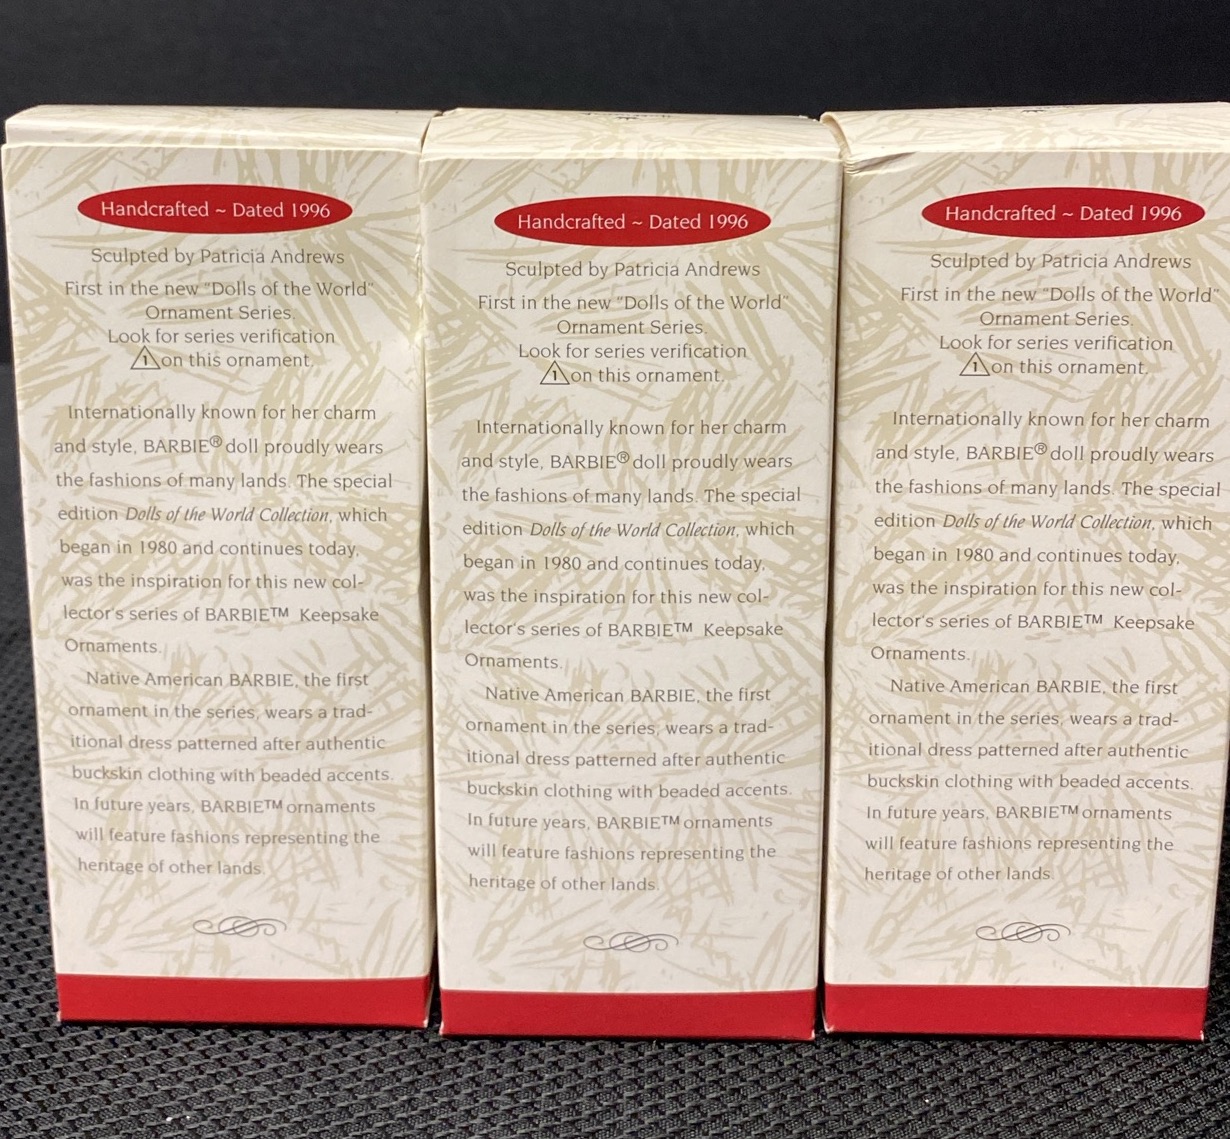 Handcrafted ~ Dated 1996
Sculpted by Patricia Andrews
First in the new "Dolls of the World"
Ornament Series.
Look for series verification
1 on this ornament.
Internationally known for her charm
and style, BARBIE® doll proudly wears
the fashions of many lands. The special
edition Dolls of the World Collection, which
began in 1980 and continues today,
was the inspiration for this new col-
lector's series of BARBIE™ Keepsake
Ornaments.
Native American BARBIE, the first
ornament in the series, wears a trad-
itional dress patterned after authentic
buckskin clothing with beaded accents.
In future years, BARBIE™ ornaments
will feature fashions representing the
heritage of other lands.
Handcrafted ~ Dated 1996
Sculpted by Patricia Andrews
First in the new "Dolls of the World"
Ornament Series.
Look for series verification
1 on this ornament.
Internationally known for her charm
and style, BARBIE® doll proudly wears
the fashions of many lands. The special
edition Dolls of the World Collection, which
began in 1980 and continues today,
was the inspiration for this new col-
lector's series of BARBIE™ Keepsake
Ornaments.
Native American BARBIE, the first
ornament in the series, wears a trad-
itional dress patterned after authentic
buckskin clothing with beaded accents.
In future years, BARBIE™ ornaments
will feature fashions representing the
heritage of other lands.
Handcrafted ~ Dated 1996
Sculpted by Patricia Andrews
First in the new "Dolls of the World"
Ornament Series.
Look for series verification
1 on this ornament.
Internationally known for her charm
and style, BARBIE® doll proudly wears
the fashions of many lands. The special
edition Dolls of the World Collection, which
began in 1980 and continues today,
was the inspiration for this new col-
lector's series of BARBIE™ Keepsake
Ornaments.
Native American BARBIE, the first
ornament in the series, wears a trad-
itional dress patterned after authentic
buckskin clothing with beaded accents.
In future years, BARBIE™ ornaments
will feature fashions representing the
heritage of other lands.